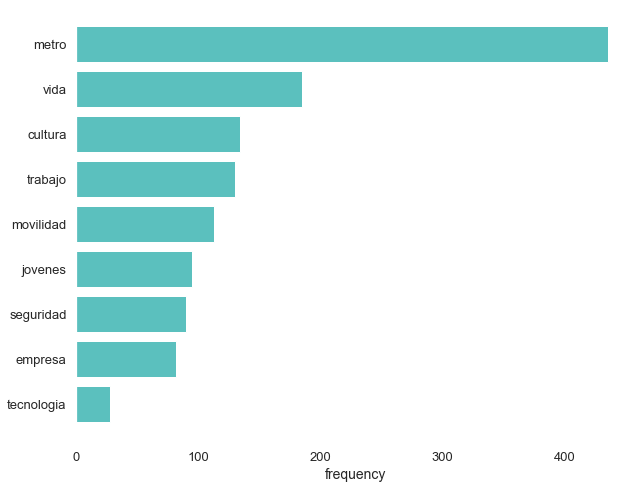 metro
vida
cultura
trabajo
movilidad
jovenes
seguridad
empresa
tecnologia
0 100 200 300 400
frequency